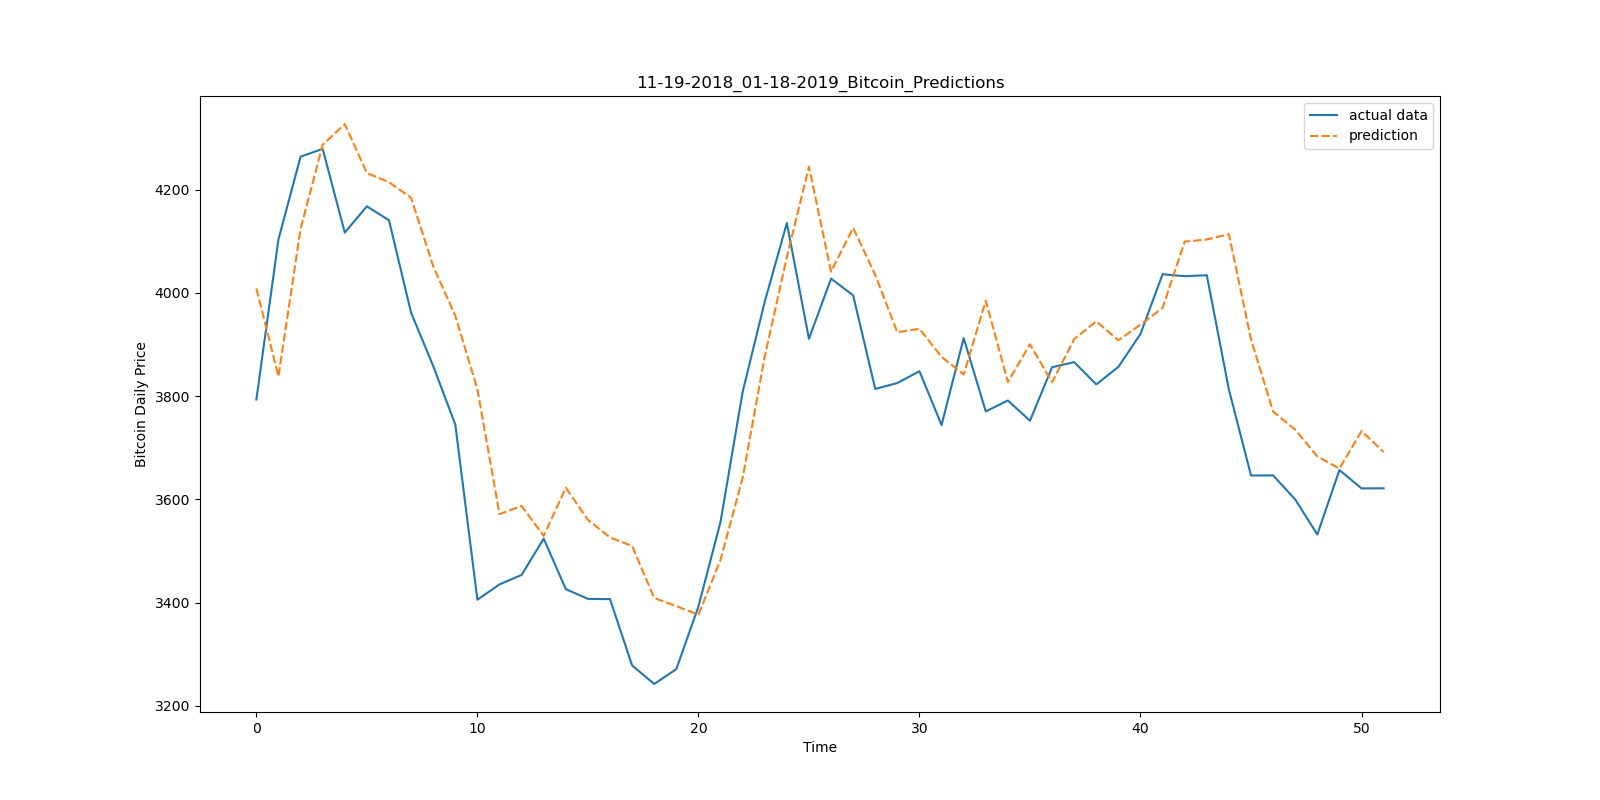 11-19-2018_01-18-2019_Bitcoin_Predictions
actual data
prediction
4200
4000
3800
3600
3400
3200
Bitcoin Daily Price
0 10 20 30 40 50
Time